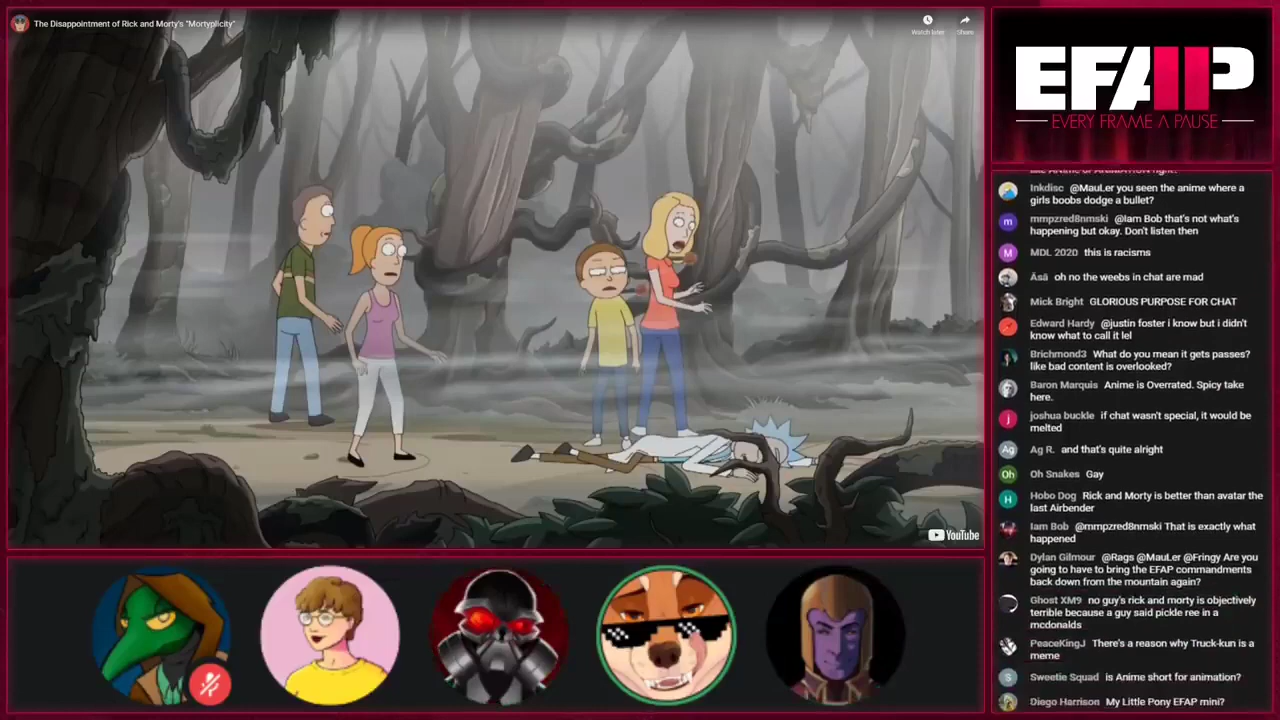 The Disappointment of Rick and Morty's "Mortyplicity"
Watch later
Share
YouTube
EFAP
EVERY FRAME A PAUSE
Inkdisc @MauLer you seen the anime where a
girls boobs dodge a bullet?
mmpzred8nmski @Iam Bob that's not what's
happening but okay. Don't listen then
MDL 2020 this is racisms
Äsä oh no the weebs in chat are mad
Mick Bright GLORIOUS PURPOSE FOR CHAT
Edward Hardy @justin foster i know but i didn't
know what to call it lel
Brichmond3 What do you mean it gets passes?
like bad content is overlooked?
Baron Marquis Anime is Overrated. Spicy take
here.
joshua buckle if chat wasn't special, it would be
melted
Ag R. and that's quite alright
Oh Snakes Gay
Hobo Dog Rick and Morty is better than avatar the
last Airbender
Iam Bob @mmpzred8nmski That is exactly what
happened
Dylan Gilmour @Rags @MauLer @Fringy Are you
going to have to bring the EFAP commandments
back down from the mountain again?
Ghost XM9 no guy's rick and morty is objectively
terrible because a guy said pickle ree in a
mcdonalds
PeaceKingJ There's a reason why Truck-kun is a
meme
Sweetie Squad is Anime short for animation?
Diego Harrison My Little Pony EFAP mini?